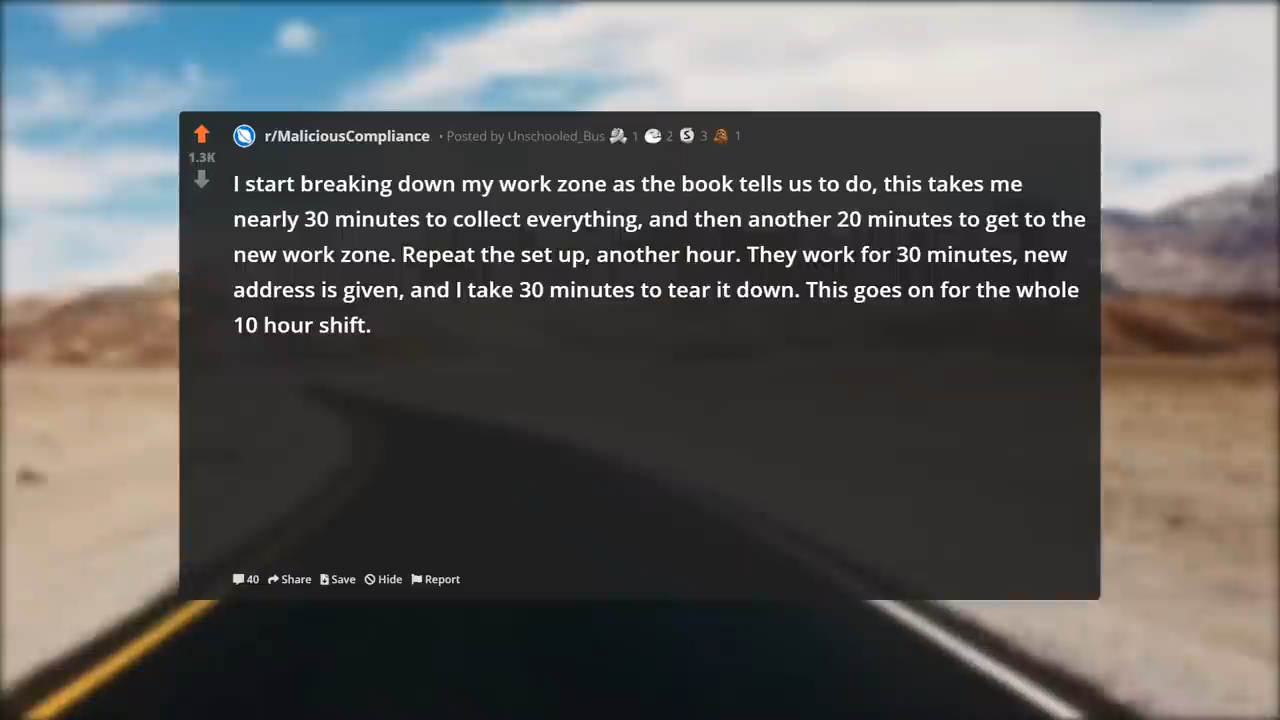 r/MaliciousCompliance • Posted by Unschooled_Bus 1 2 3 1
1.3K
I start breaking down my work zone as the book tells us to do, this takes me
nearly 30 minutes to collect everything, and then another 20 minutes to get to the
new work zone. Repeat the set up, another hour. They work for 30 minutes, new
address is given, and I take 30 minutes to tear it down. This goes on for the whole
10 hour shift.
40 Share Save Hide Report